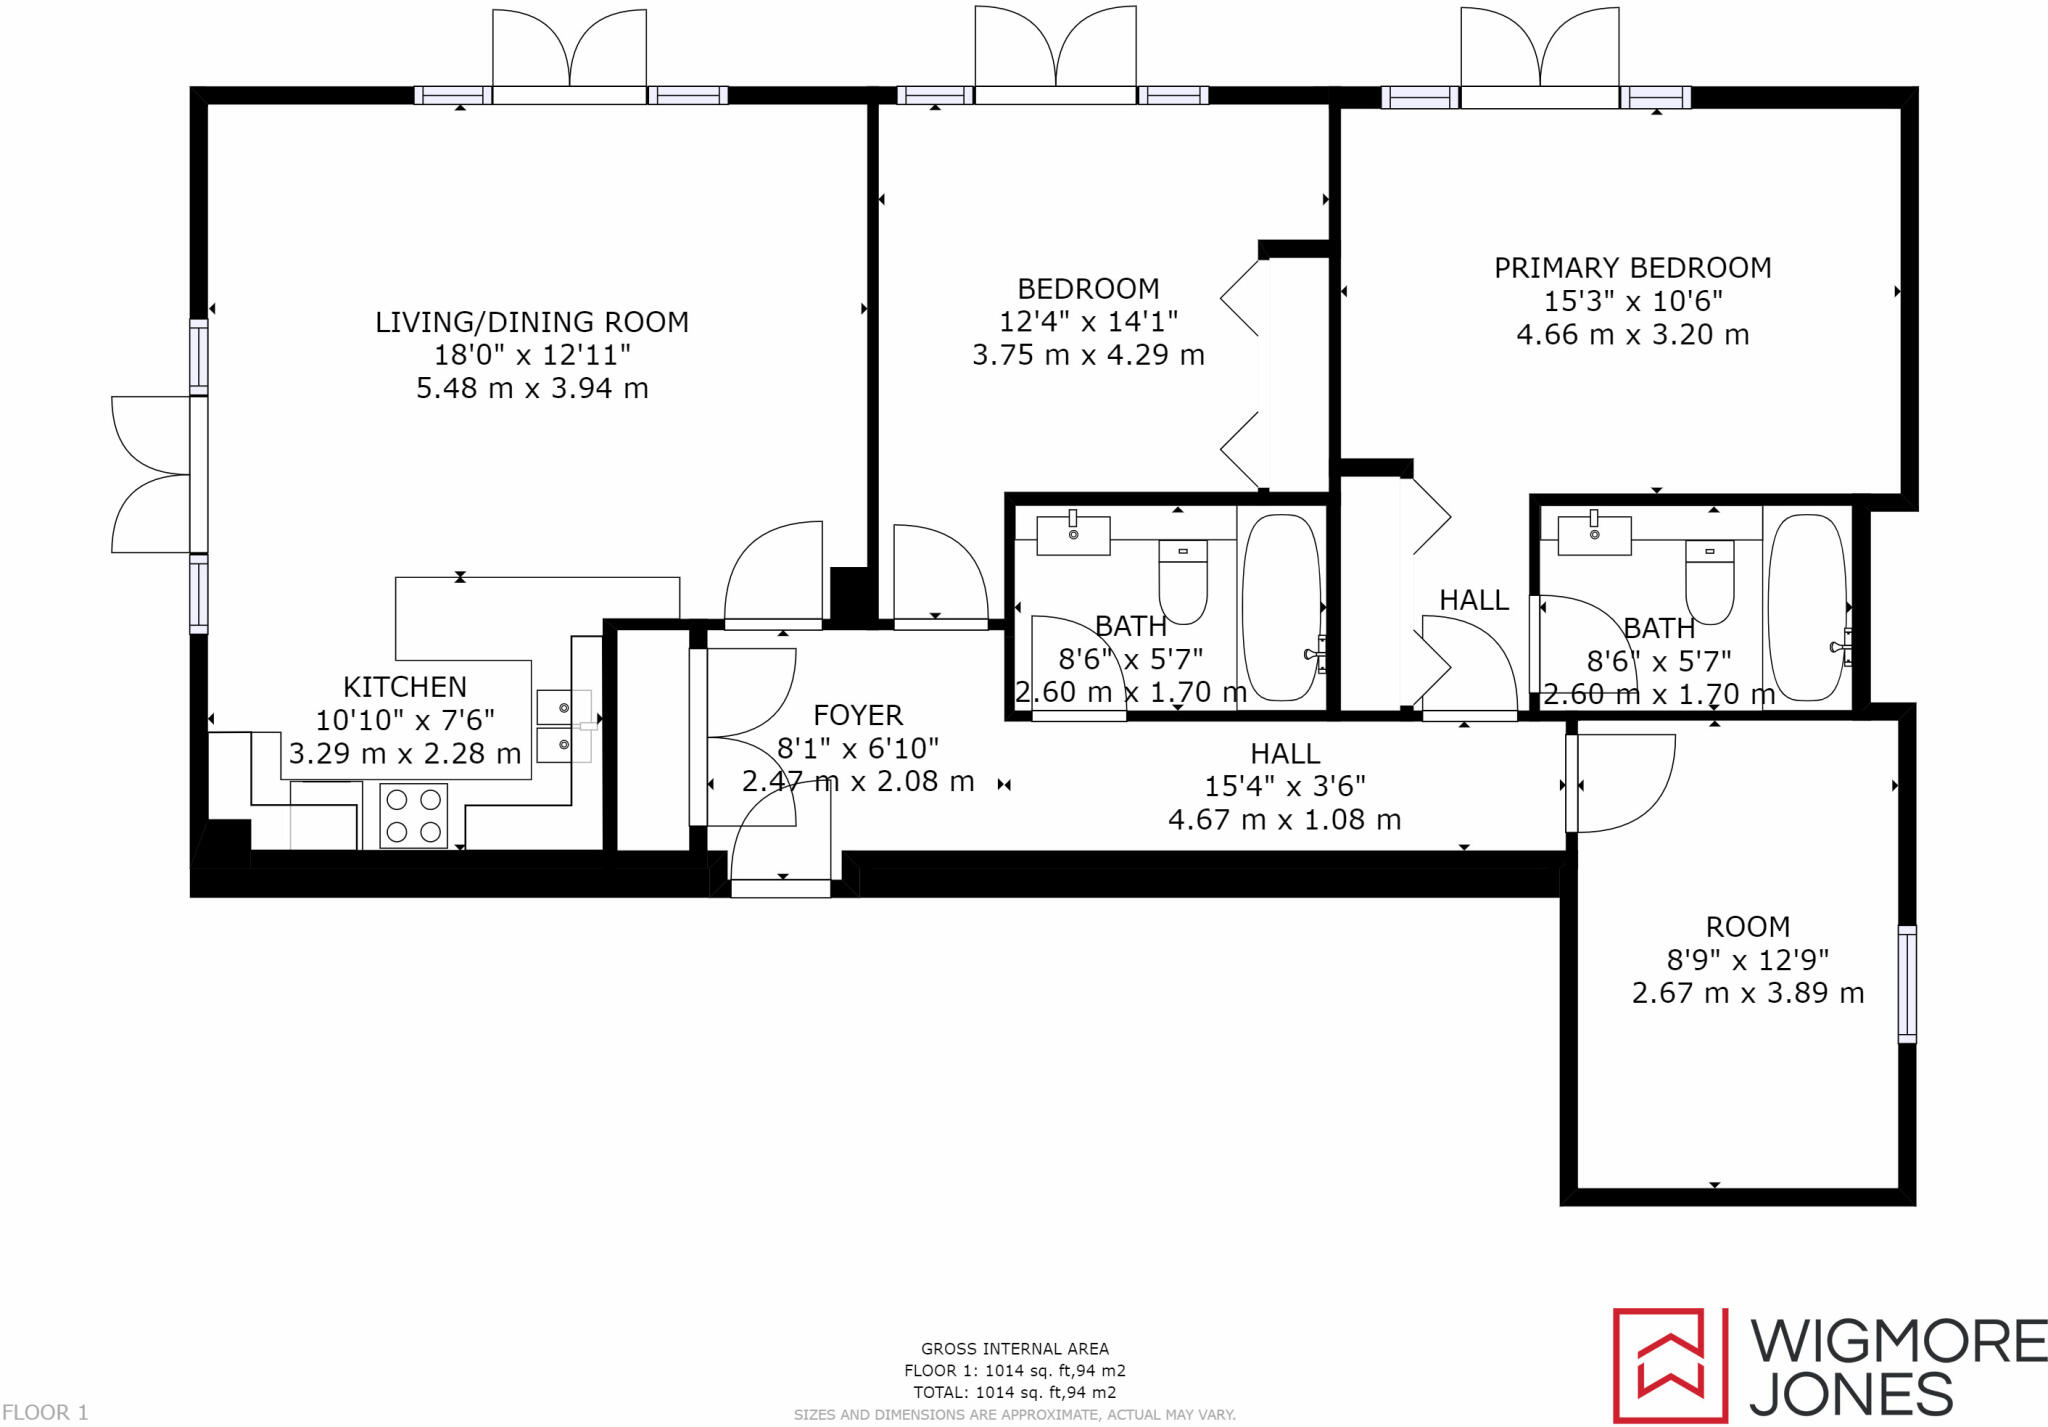 LIVING/DINING ROOM
18'0" x 12'11"
5.48 m x 3.94 m
BEDROOM
12'4" x 14'1"
3.75 m x 4.29 m
PRIMARY BEDROOM
15'3" x 10'6"
4.66 m x 3.20 m
HALL
BATH
8'6" x 5'7"
2.60 m x 1.70 m
BATH
8'6" x 5'7"
2.60 m x 1.70 m
KITCHEN
10'10" x 7'6"
3.29 m x 2.28 m
FOYER
8'1" x 6'10"
2.47 m x 2.08 m
HALL
15'4" x 3'6"
4.67 m x 1.08 m
ROOM
8'9" x 12'9"
2.67 m x 3.89 m
GROSS INTERNAL AREA
FLOOR 1: 1014 sq. ft,94 m2
TOTAL: 1014 sq. ft,94 m2
SIZES AND DIMENSIONS ARE APPROXIMATE, ACTUAL MAY VARY.
FLOOR 1
WIGMORE
JONES